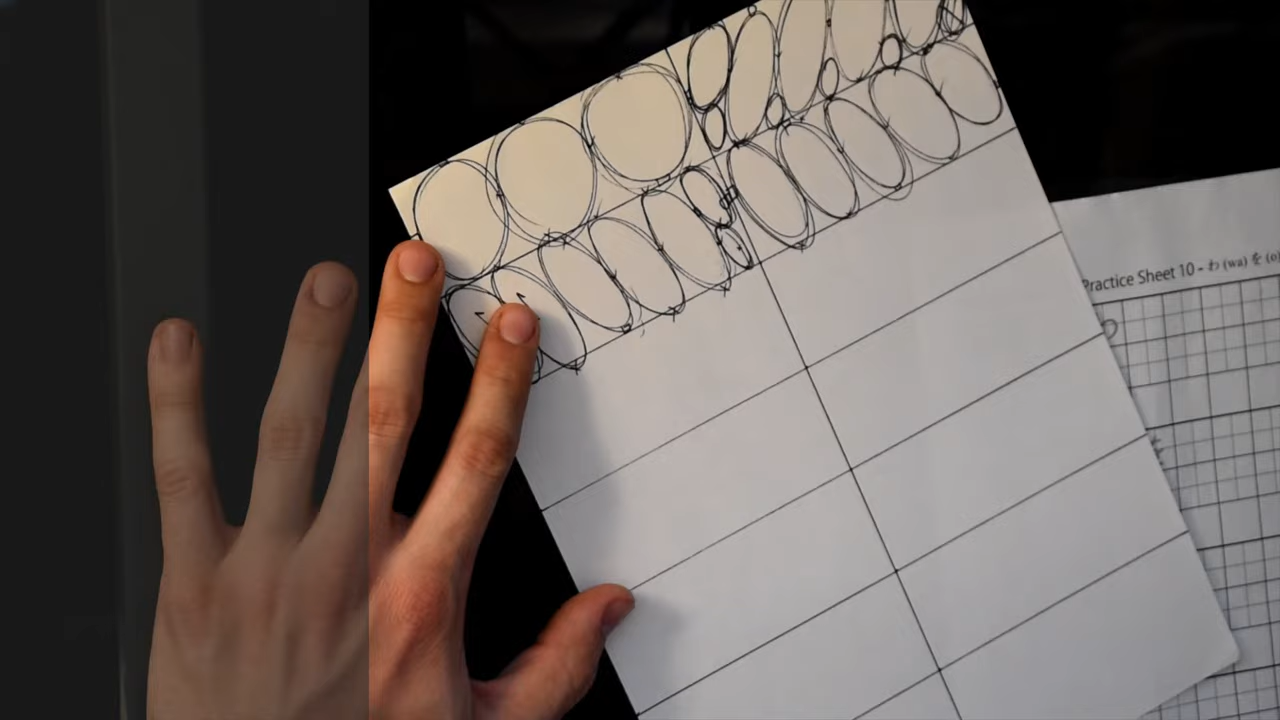 Practice Sheet 10 - わ (wa) を (o)